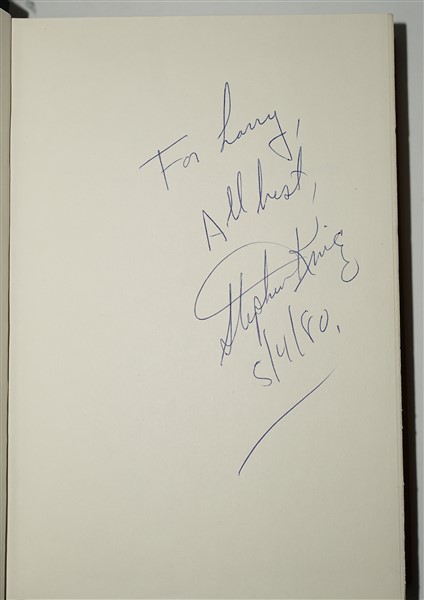 For Larry,
All best,
Stephen King
5/4/80.